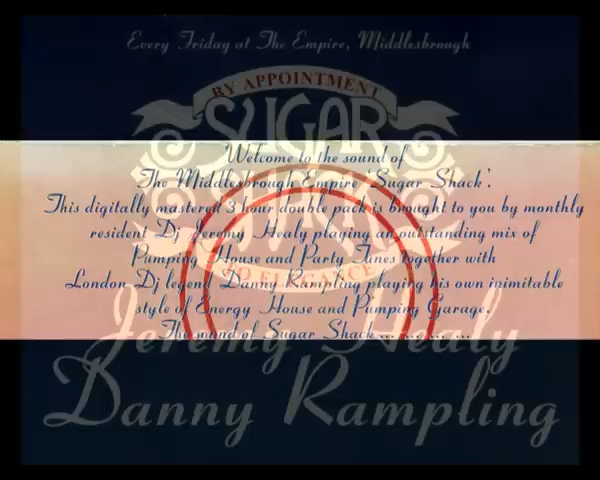 Every Friday at The Empire, Middlesbrough
BY APPOINTMENT
SUGAR
Welcome to the sound of
The Middlesbrough Empire 'Sugar Shack'.
This digitally mastered 3 hour double pack is brought to you by monthly
resident Dj Jeremy Healy playing an outstanding mix of
Pumping House and Party Tunes together with
TO ELEGANCE
London Dj legend Danny Rampling playing his own inimitable
style of Energy House and Pumping Garage.
The sound of Sugar Shack
Jeremy Healy
Danny Rampling